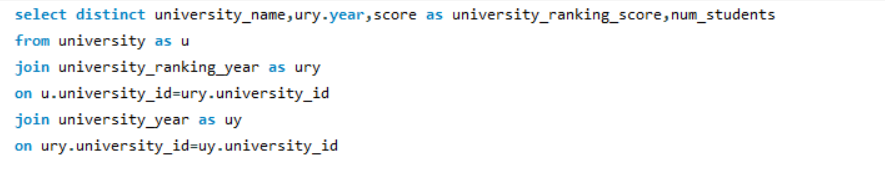 select distinct university_name,ury.year,score as university_ranking_score,num_students
from university as u
join university_ranking_year as ury
on u.university_id=ury.university_id
join university_year as uy
on ury.university_id=uy.university_id